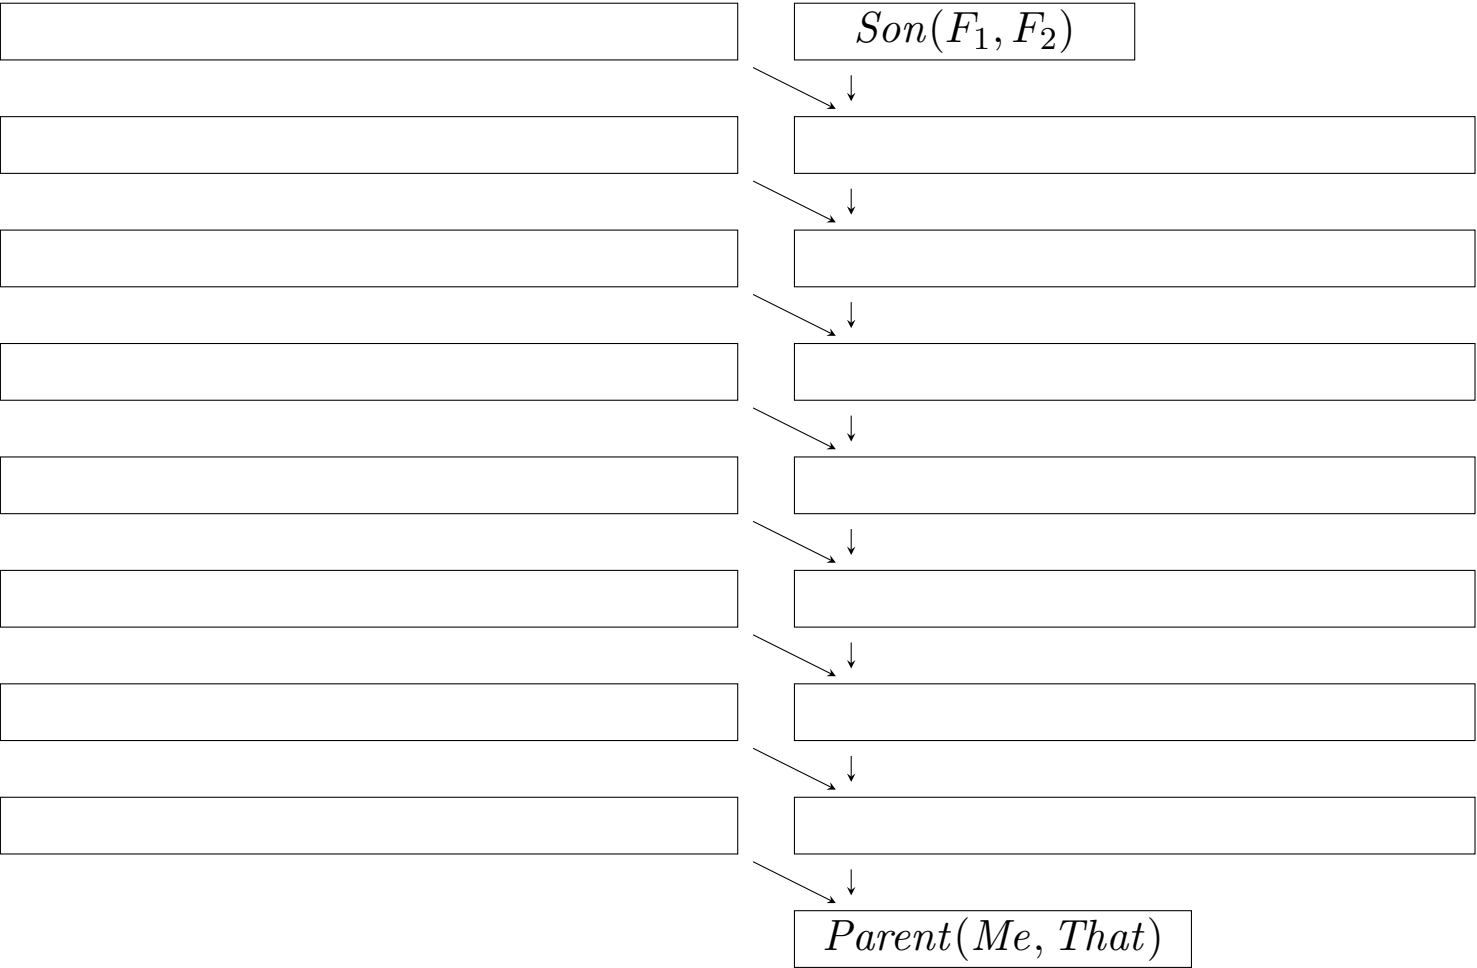 Son(F₁, F₂)
Parent(Me, That)